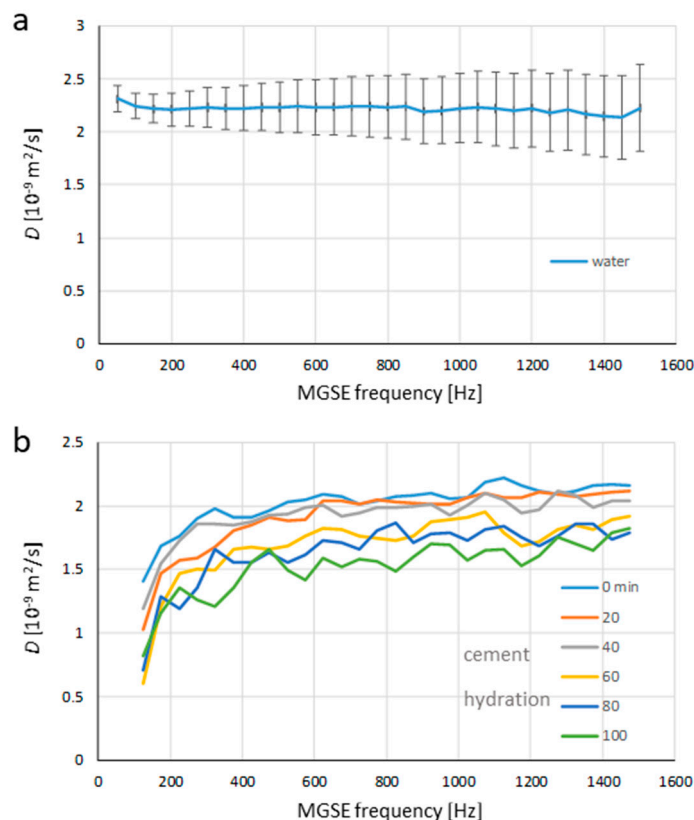 a
3
2.5
2
1.5
1
0.5
0
D [10⁻⁹ m²/s]
water
0 200 400 600 800 1000 1200 1400 1600
MGSE frequency [Hz]
b
2.5
2
1.5
1
0.5
0
D [10⁻⁹ m²/s]
cement
hydration
0 min
20
40
60
80
100
0 200 400 600 800 1000 1200 1400 1600
MGSE frequency [Hz]